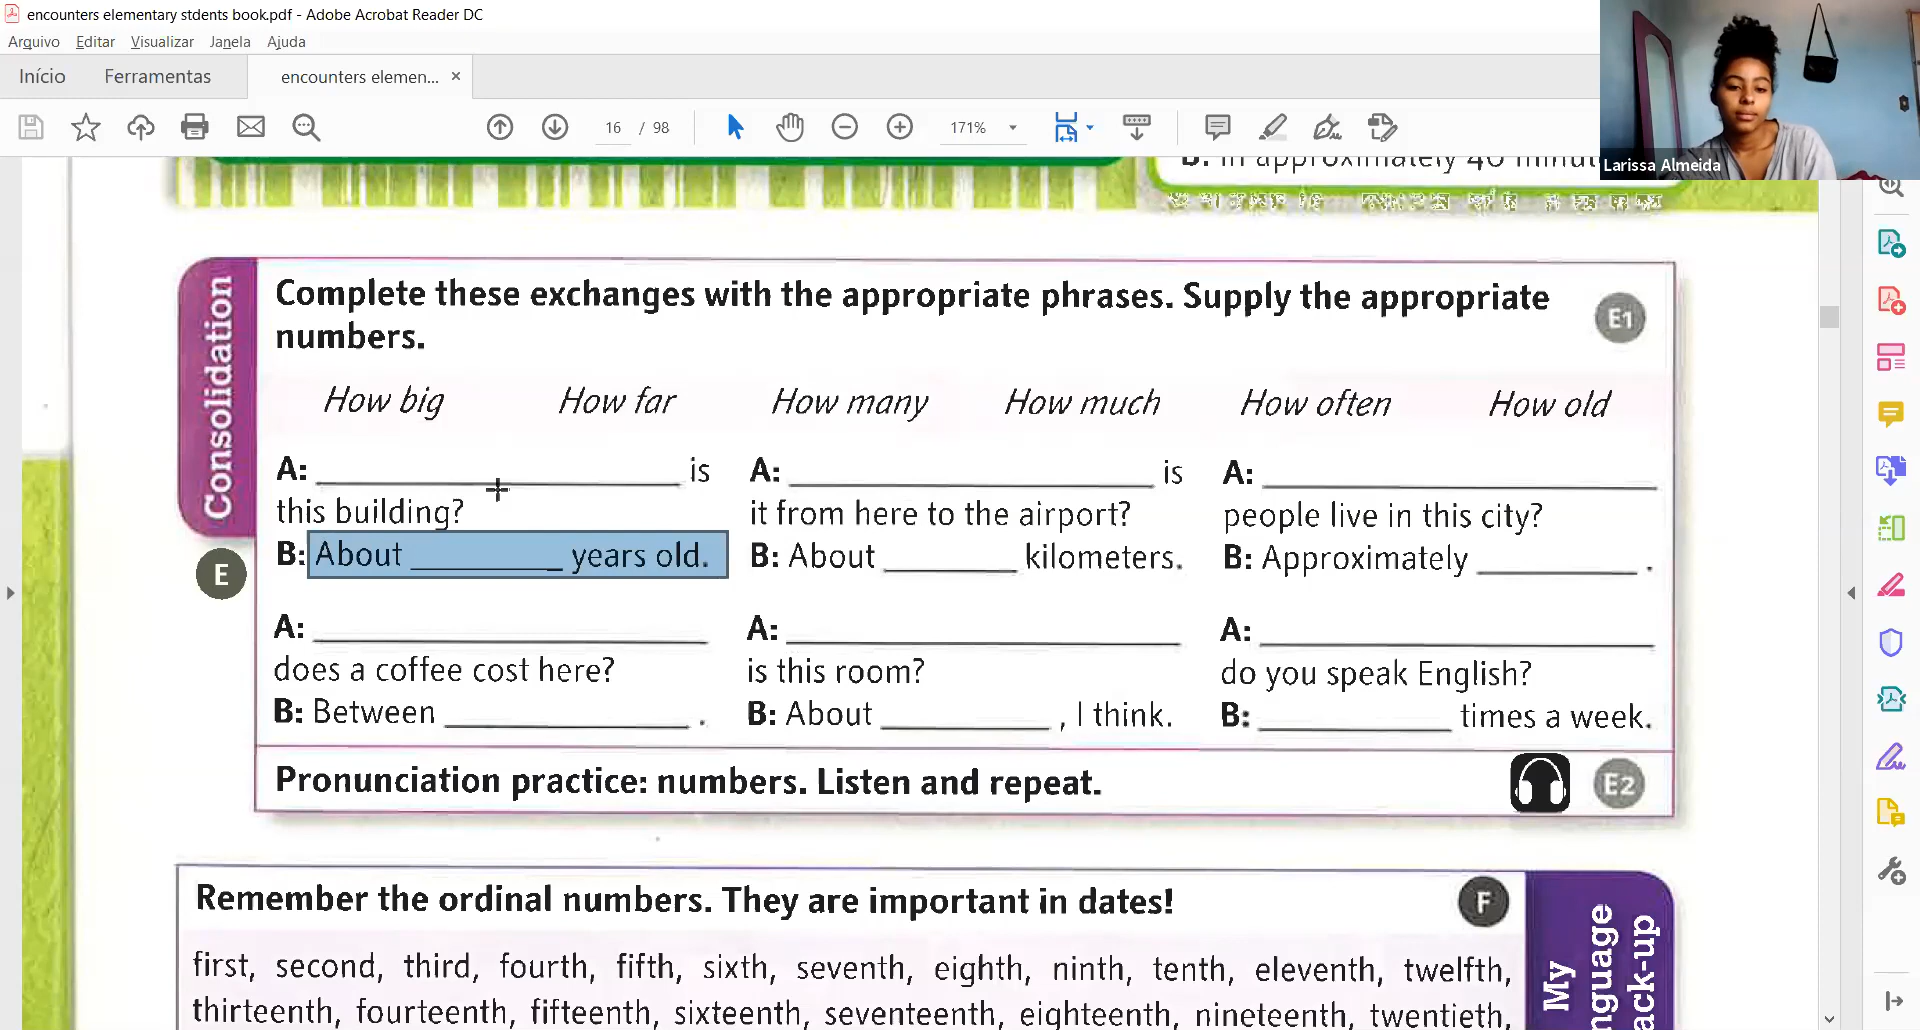 encounters elementary stdents book.pdf - Adobe Acrobat Reader DC
Arquivo Editar Visualizar Janela Ajuda
Início Ferramentas encounters elemen... ×
16 / 98 171%
B: In approximately 40 minut
Larissa Almeida
Consolidation
Complete these exchanges with the appropriate phrases. Supply the appropriate
numbers.
E1
How big How far How many How much How often How old
A: ____________ is
this building?
B: About ________ years old.
A: ____________ is
it from here to the airport?
B: About ________ kilometers.
A: ____________
people live in this city?
B: Approximately ________ .
E
A: ____________
does a coffee cost here?
B: Between ________ .
A: ____________
is this room?
B: About ________ , I think.
A: ____________
do you speak English?
B: ________ times a week.
Pronunciation practice: numbers. Listen and repeat.
E2
Remember the ordinal numbers. They are important in dates!
F
first, second, third, fourth, fifth, sixth, seventh, eighth, ninth, tenth, eleventh, twelfth,
thirteenth, fourteenth, fifteenth, sixteenth, seventeenth, eighteenth, nineteenth, twentieth,
My
nguage
ack-up